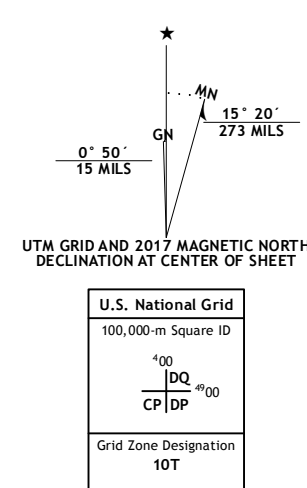 ★
MN
GN
15° 20´
273 MILS
0° 50´
15 MILS
UTM GRID AND 2017 MAGNETIC NORTH
DECLINATION AT CENTER OF SHEET
U.S. National Grid
100,000-m Square ID
⁴00
DQ
⁴⁹00
CP DP
Grid Zone Designation
10T